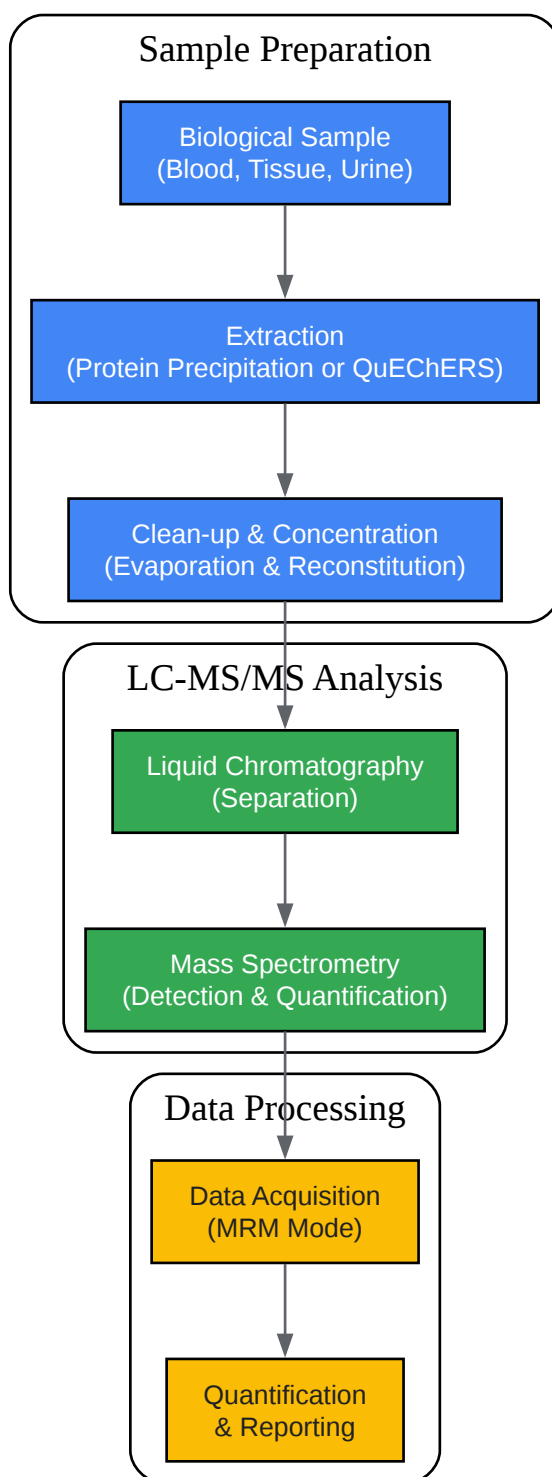 Sample Preparation
Biological Sample
(Blood, Tissue, Urine)
Extraction
(Protein Precipitation or QuEChERS)
Clean-up & Concentration
(Evaporation & Reconstitution)
LC-MS/MS Analysis
Liquid Chromatography
(Separation)
Mass Spectrometry
(Detection & Quantification)
Data Processing
Data Acquisition
(MRM Mode)
Quantification
& Reporting